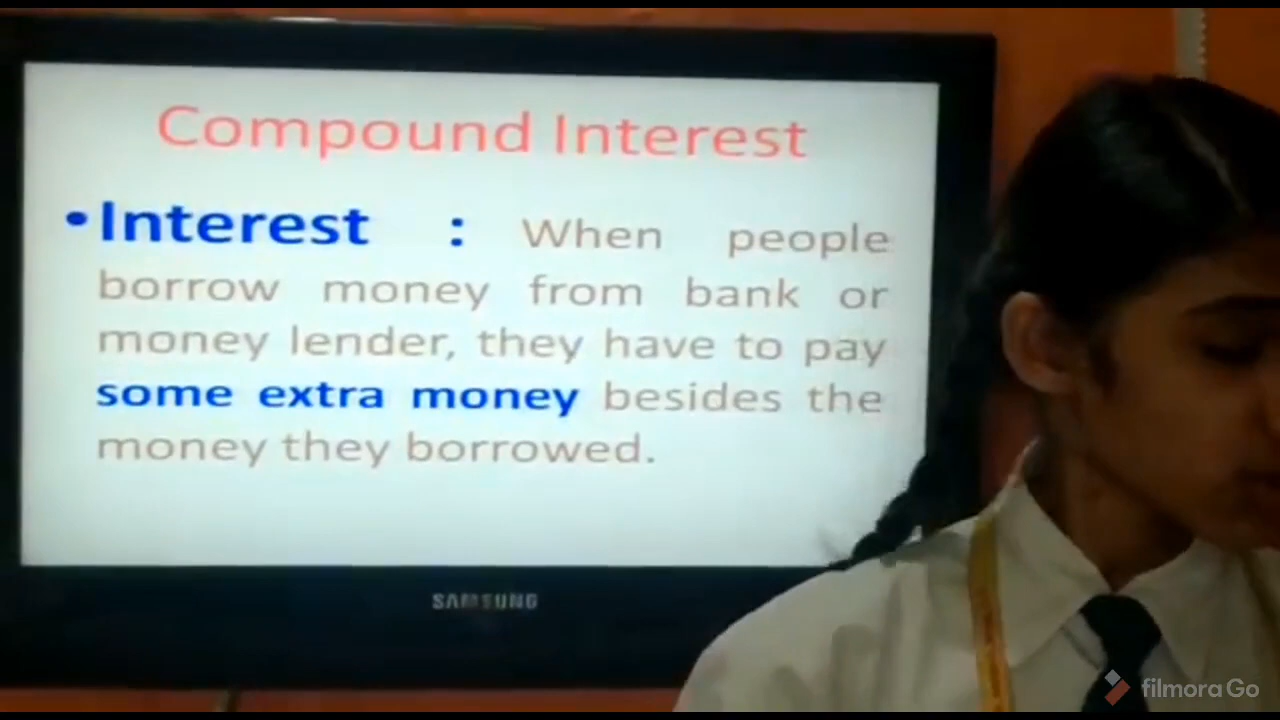 Compound Interest
•Interest : When people
borrow money from bank or
money lender, they have to pay
some extra money besides the
money they borrowed.
SAMSUNG
filmora Go